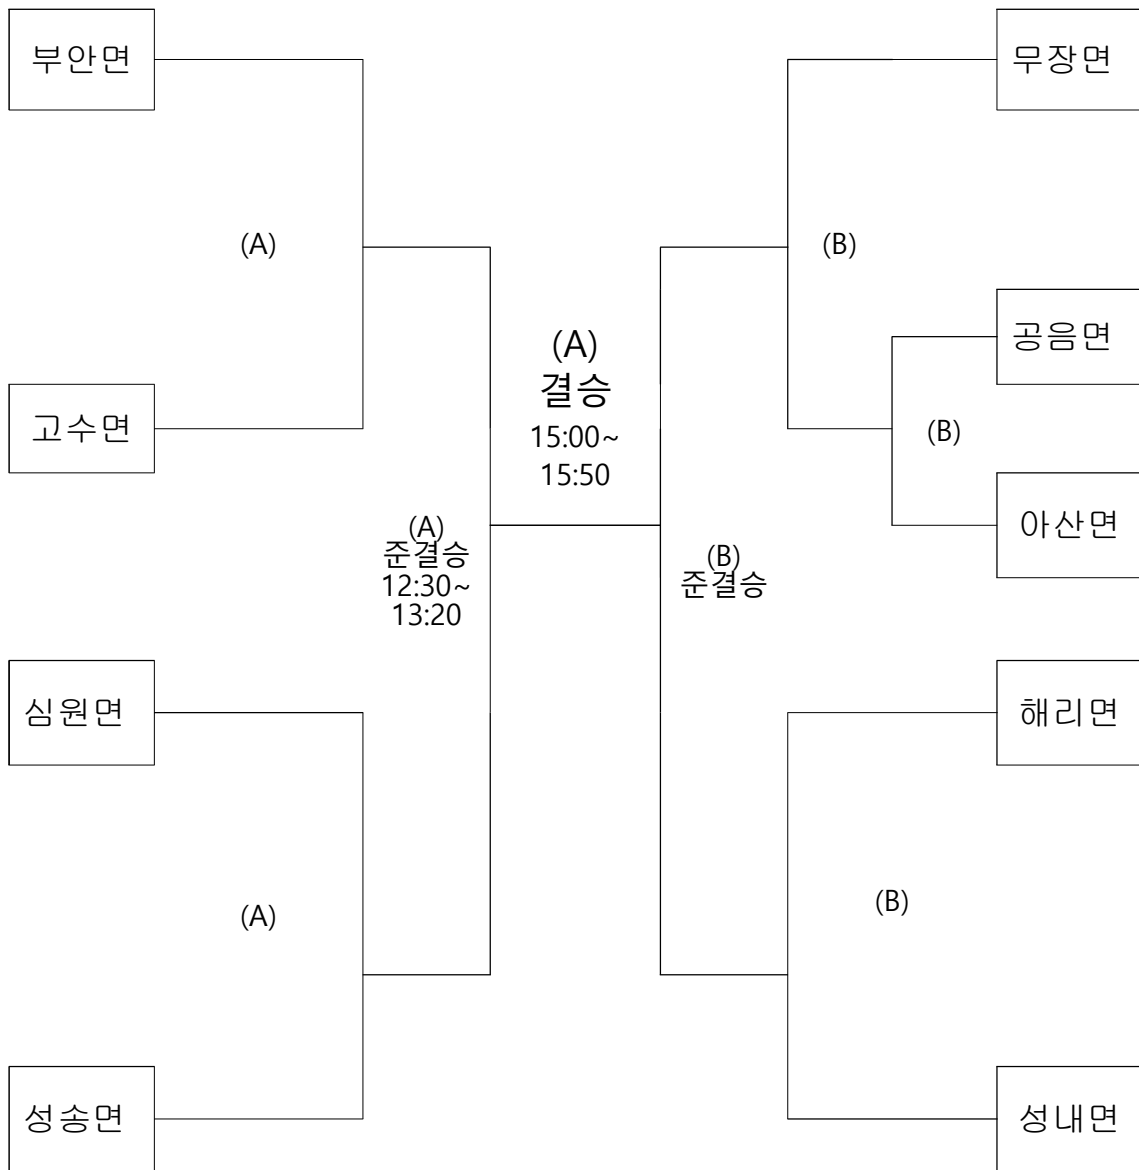 부안면
무장면
(A)
(B)
공음면
(A)
결승
15:00~
15:50
고수면
(B)
아산면
(A)
준결승
12:30~
13:20
(B)
준결승
심원면
해리면
(A)
(B)
성송면
성내면